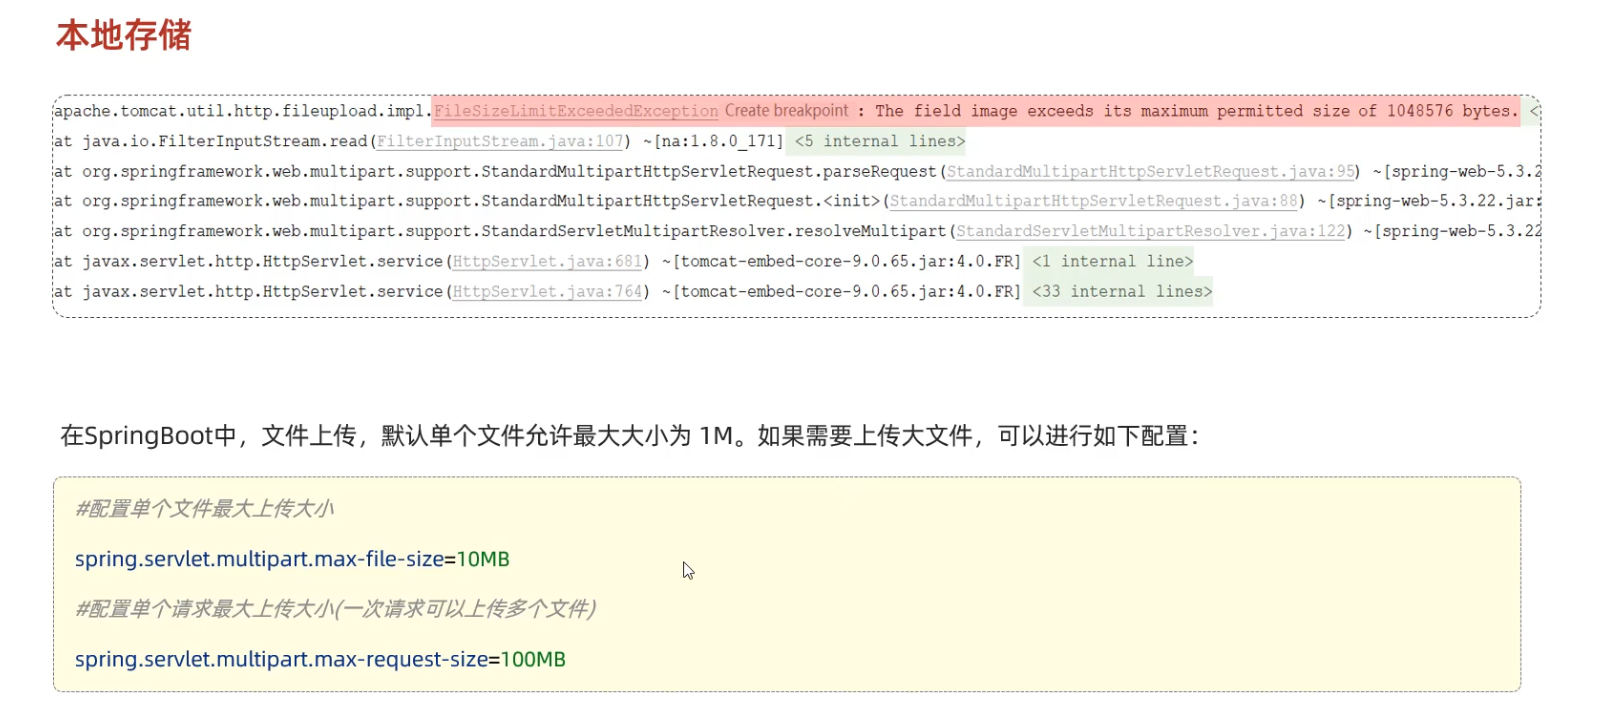 本地存储
apache.tomcat.util.http.fileupload.impl.FileSizeLimitExceededException Create breakpoint : The field image exceeds its maximum permitted size of 1048576 bytes. <
at java.io.FilterInputStream.read(FilterInputStream.java:107) ~[na:1.8.0_171] <5 internal lines>
at org.springframework.web.multipart.support.StandardMultipartHttpServletRequest.parseRequest(StandardMultipartHttpServletRequest.java:95) ~[spring-web-5.3.2
at org.springframework.web.multipart.support.StandardMultipartHttpServletRequest.<init>(StandardMultipartHttpServletRequest.java:88) ~[spring-web-5.3.22.jar:
at org.springframework.web.multipart.support.StandardServletMultipartResolver.resolveMultipart(StandardServletMultipartResolver.java:122) ~[spring-web-5.3.22
at javax.servlet.http.HttpServlet.service(HttpServlet.java:681) ~[tomcat-embed-core-9.0.65.jar:4.0.FR] <1 internal line>
at javax.servlet.http.HttpServlet.service(HttpServlet.java:764) ~[tomcat-embed-core-9.0.65.jar:4.0.FR] <33 internal lines>
在SpringBoot中，文件上传，默认单个文件允许最大大小为 1M。如果需要上传大文件，可以进行如下配置：
#配置单个文件最大上传大小
spring.servlet.multipart.max-file-size=10MB
#配置单个请求最大上传大小(一次请求可以上传多个文件)
spring.servlet.multipart.max-request-size=100MB